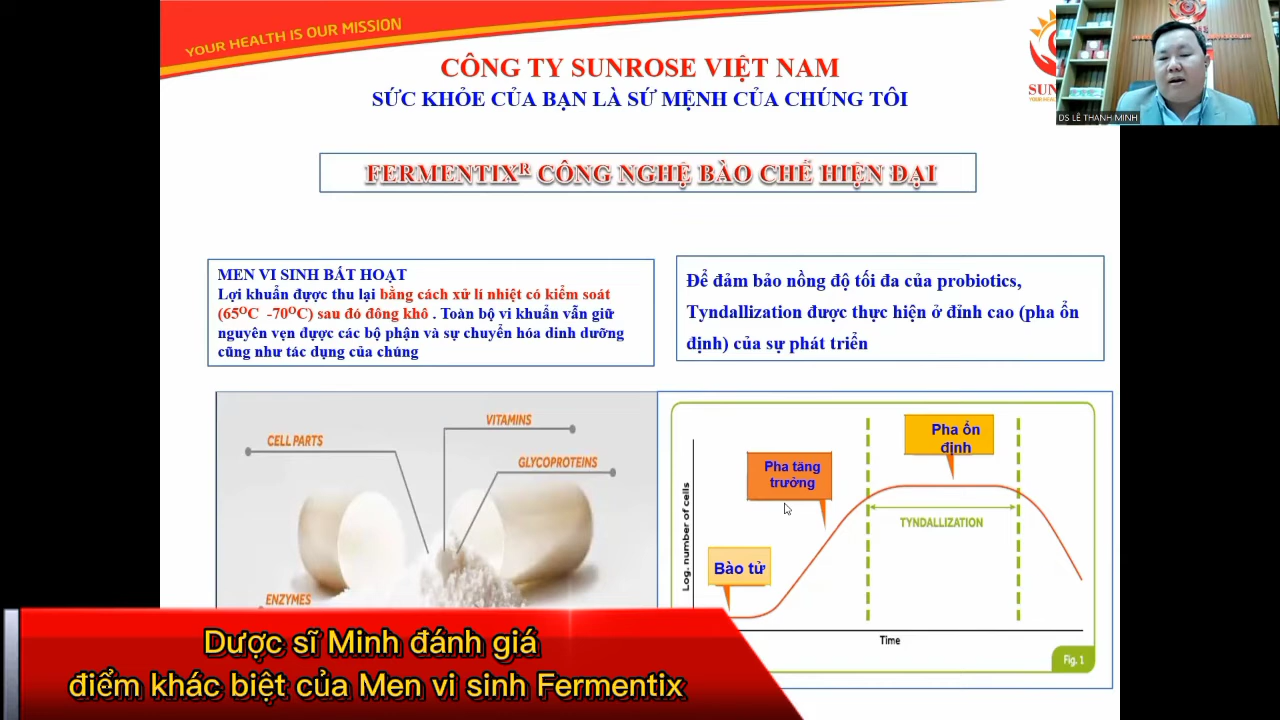 YOUR HEALTH IS OUR MISSION
CÔNG TY SUNROSE VIỆT NAM
SỨC KHỎE CỦA BẠN LÀ SỨ MỆNH CỦA CHÚNG TÔI
DS LÊ THANH MINH
FERMENTIXᴿ CÔNG NGHỆ BÀO CHẾ HIỆN ĐẠI
MEN VI SINH BẤT HOẠT
Lợi khuẩn được thu lại bằng cách xử lí nhiệt có kiểm soát
(65ᴼC -70ᴼC) sau đó đông khô . Toàn bộ vi khuẩn vẫn giữ
nguyên vẹn dược các bộ phận và sự chuyển hóa dinh dưỡng
cũng như tác dụng của chúng
Để đảm bảo nồng độ tối đa của probiotics,
Tyndallization được thực hiện ở đỉnh cao (pha ổn
định) của sự phát triển
VITAMINS
CELL PARTS
GLYCOPROTEINS
ENZYMES
Pha ổn
định
Pha tăng
trưởng
TYNDALLIZATION
Bào tử
Log. number of cells
Time
Fig. 1
Dược sĩ Minh đánh giá
điểm khác biệt của Men vi sinh Fermentix